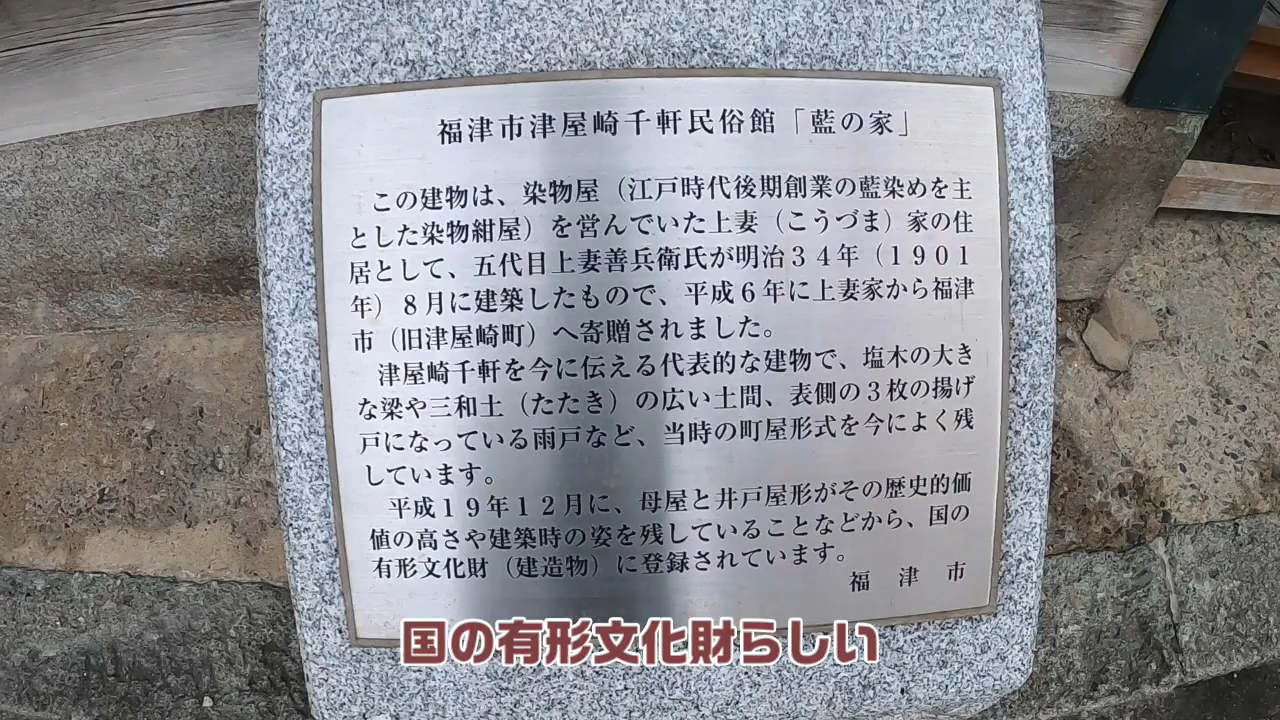 福津市津屋崎千軒民俗館「藍の家」
この建物は、染物屋（江戸時代後期創業の藍染めを主
とした染物紺屋）を営んでいた上妻（こうづま）家の住
居として、五代目上妻善兵衛氏が明治３４年（１９０１
年）８月に建築したもので、平成６年に上妻家から福津
市（旧津屋崎町）へ寄贈されました。
津屋崎千軒を今に伝える代表的な建物で、塩木の大き
な梁や三和土（たたき）の広い土間、表側の３枚の揚げ
戸になっている雨戸など、当時の町屋形式を今によく残
しています。
平成１９年１２月に、母屋と井戸屋形がその歴史的価
値の高さや建築時の姿を残していることなどから、国の
有形文化財（建造物）に登録されています。
福津市
国の有形文化財らしい